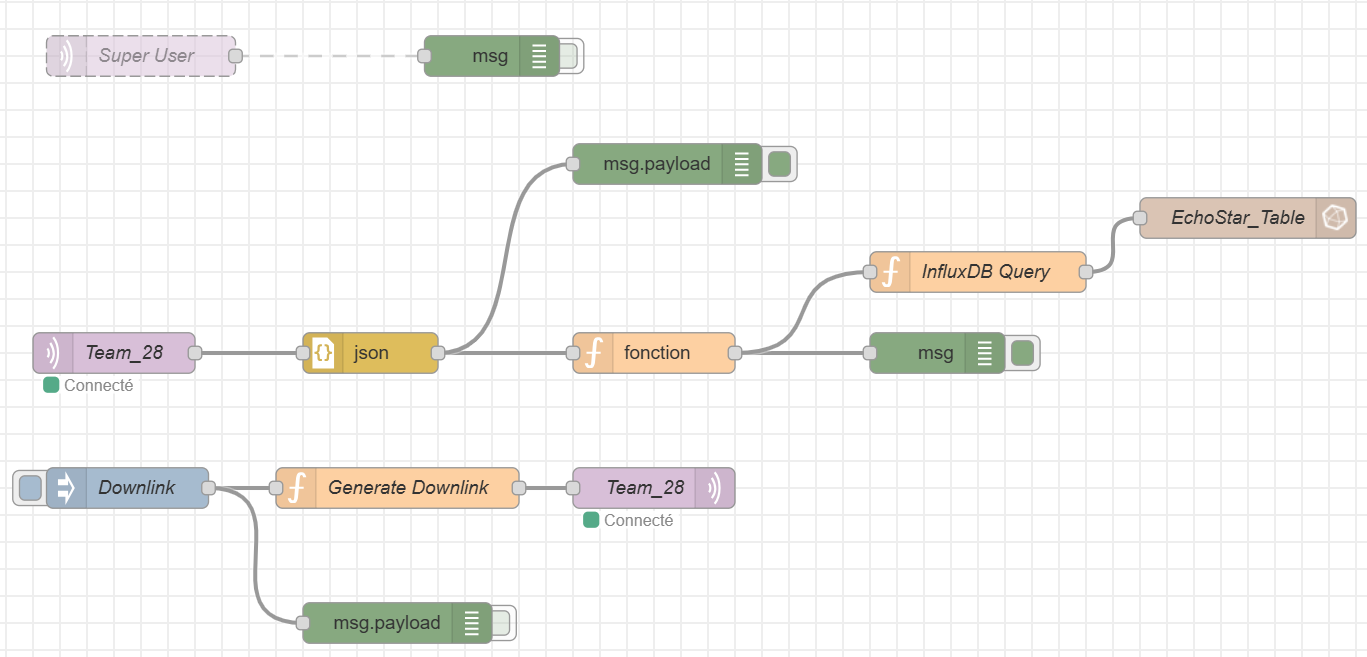 Super User
msg
msg.payload
EchoStar_Table
InfluxDB Query
Team_28
json
fonction
msg
Connecté
Downlink
Generate Downlink
Team_28
Connecté
msg.payload